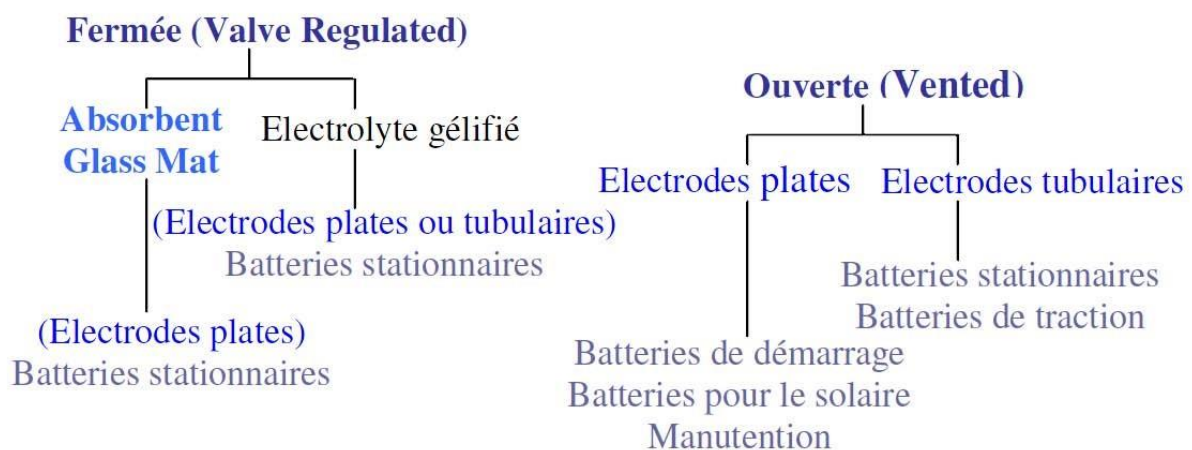 Fermée (Valve Regulated)
Absorbent
Glass Mat
Electrolyte gélifié
(Electrodes plates ou tubulaires)
Batteries stationnaires
(Electrodes plates)
Batteries stationnaires
Ouverte (Vented)
Electrodes plates
Electrodes tubulaires
Batteries stationnaires
Batteries de traction
Batteries de démarrage
Batteries pour le solaire
Manutention